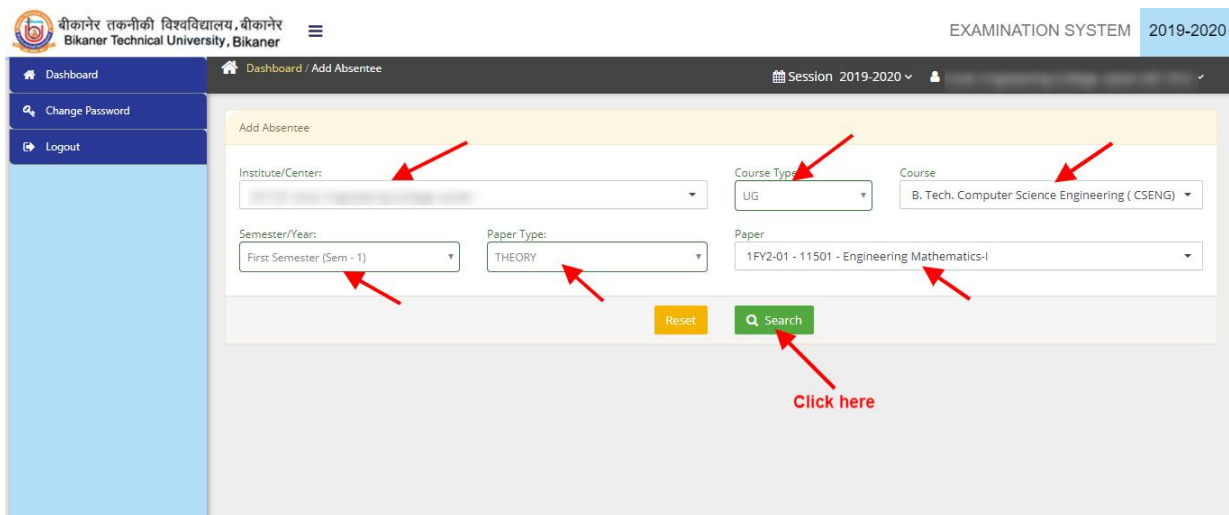 बीकानेर तकनीकी विश्वविद्यालय, बीकानेर
Bikaner Technical University, Bikaner
EXAMINATION SYSTEM 2019-2020
Dashboard
Dashboard / Add Absentee
Session 2019-2020
Change Password
Logout
Add Absentee
Institute/Center: Course Type Course
UG B. Tech. Computer Science Engineering ( CSENG)
Semester/Year: Paper Type: Paper
First Semester (Sem - 1) THEORY 1FY2-01 - 11501 - Engineering Mathematics-I
Reset Search
Click here